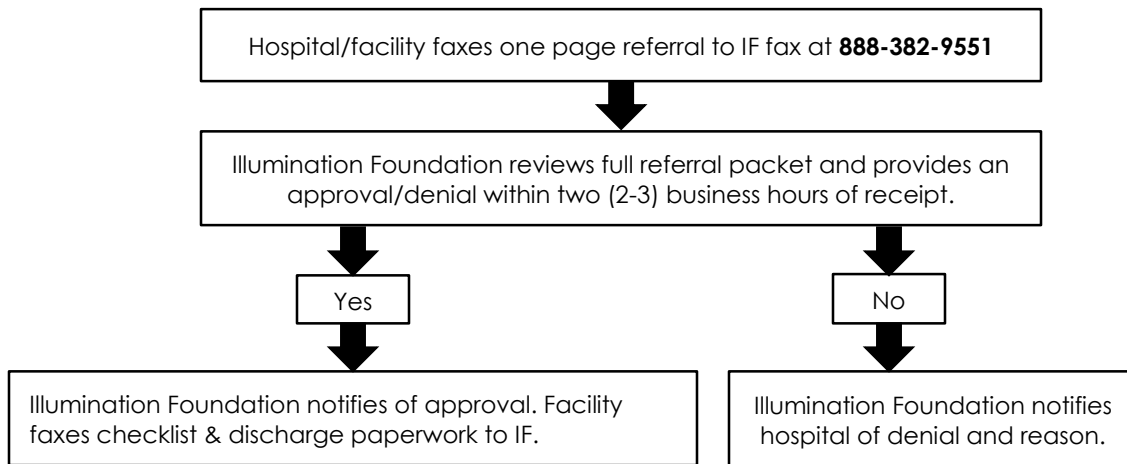 Hospital/facility faxes one page referral to IF fax at 888-382-9551
Illumination Foundation reviews full referral packet and provides an
approval/denial within two (2-3) business hours of receipt.
Yes
No
Illumination Foundation notifies of approval. Facility
faxes checklist & discharge paperwork to IF.
Illumination Foundation notifies
hospital of denial and reason.